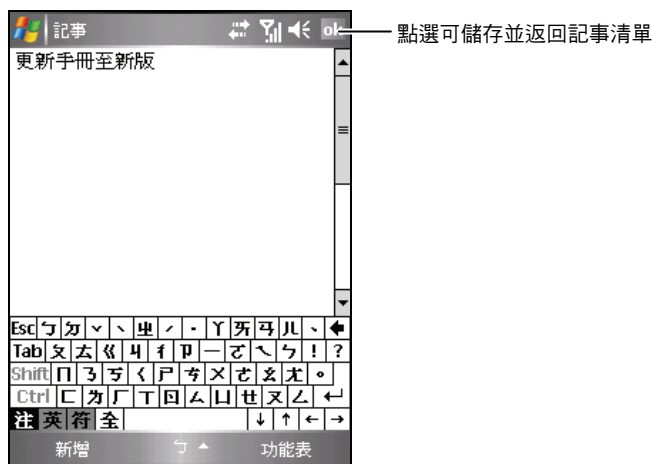 記事 ok
點選可儲存並返回記事清單
更新手冊至新版
Esc ㄅ ㄉ ˇ ˋ ㄓ ˊ ˙ ㄚ ㄞ ㄢ ㄦ 、
Tab ㄆ ㄊ ㄍ ㄐ ㄔ ㄗ ㄧ ㄛ ㄟ ㄣ ! ?
Shift ㄇ ㄋ ㄎ ㄑ ㄕ ㄘ ㄨ ㄜ ㄠ ㄤ 。
Ctrl ㄈ ㄌ ㄏ ㄒ ㄖ ㄙ ㄩ ㄝ ㄡ ㄥ ↵
注 英 符 全 ↓ ↑ ← →
新增 ㄅ 功能表